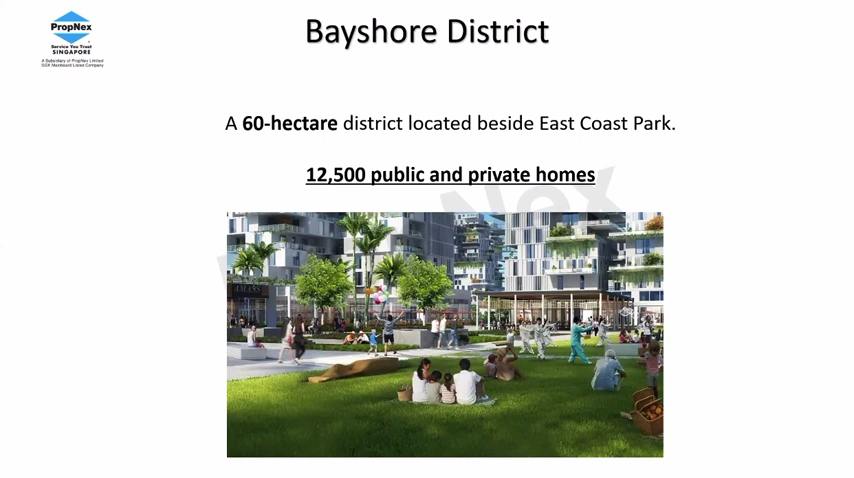 PropNex
Service You Trust
SINGAPORE
A Subsidiary of PropNex Limited
SGX Mainboard Listed Company
Bayshore District
A 60-hectare district located beside East Coast Park.
12,500 public and private homes
PropNex